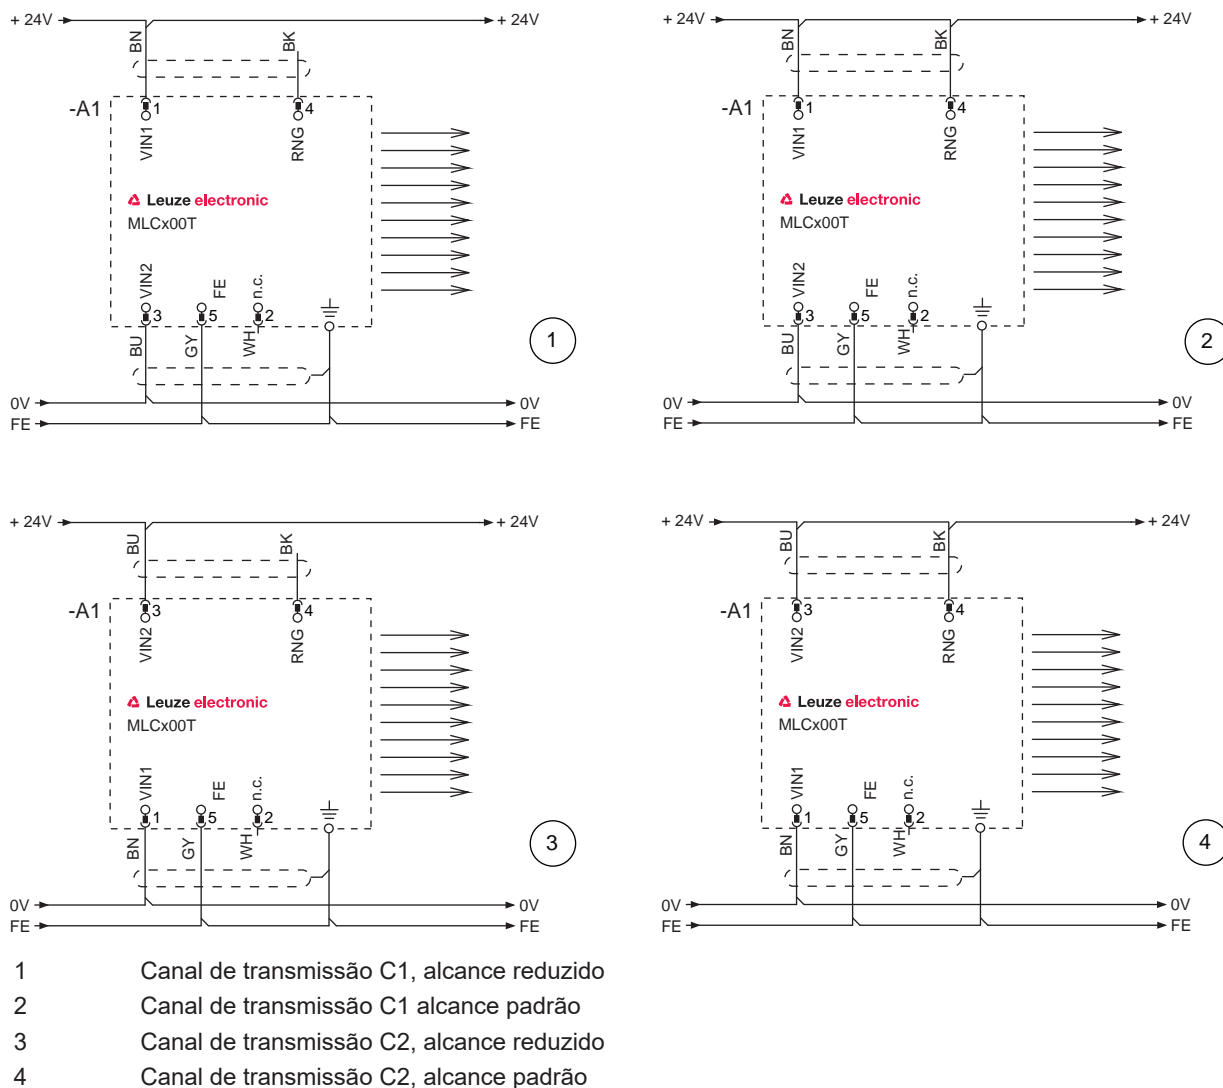 + 24V + 24V
BN BK
-A1 1 4
VIN1 RNG
Leuze electronic
MLCx00T
VIN2 FE n.c.
3 5 2
BU GY WH
1
0V 0V
FE FE
+ 24V + 24V
BN BK
-A1 1 4
VIN1 RNG
Leuze electronic
MLCx00T
VIN2 FE n.c.
3 5 2
BU GY WH
2
0V 0V
FE FE
+ 24V + 24V
BU BK
-A1 3 4
VIN2 RNG
Leuze electronic
MLCx00T
VIN1 FE n.c.
1 5 2
BN GY WH
3
0V 0V
FE FE
+ 24V + 24V
BU BK
-A1 3 4
VIN2 RNG
Leuze electronic
MLCx00T
VIN1 FE n.c.
1 5 2
BN GY WH
4
0V 0V
FE FE
1 Canal de transmissão C1, alcance reduzido
2 Canal de transmissão C1 alcance padrão
3 Canal de transmissão C2, alcance reduzido
4 Canal de transmissão C2, alcance padrão